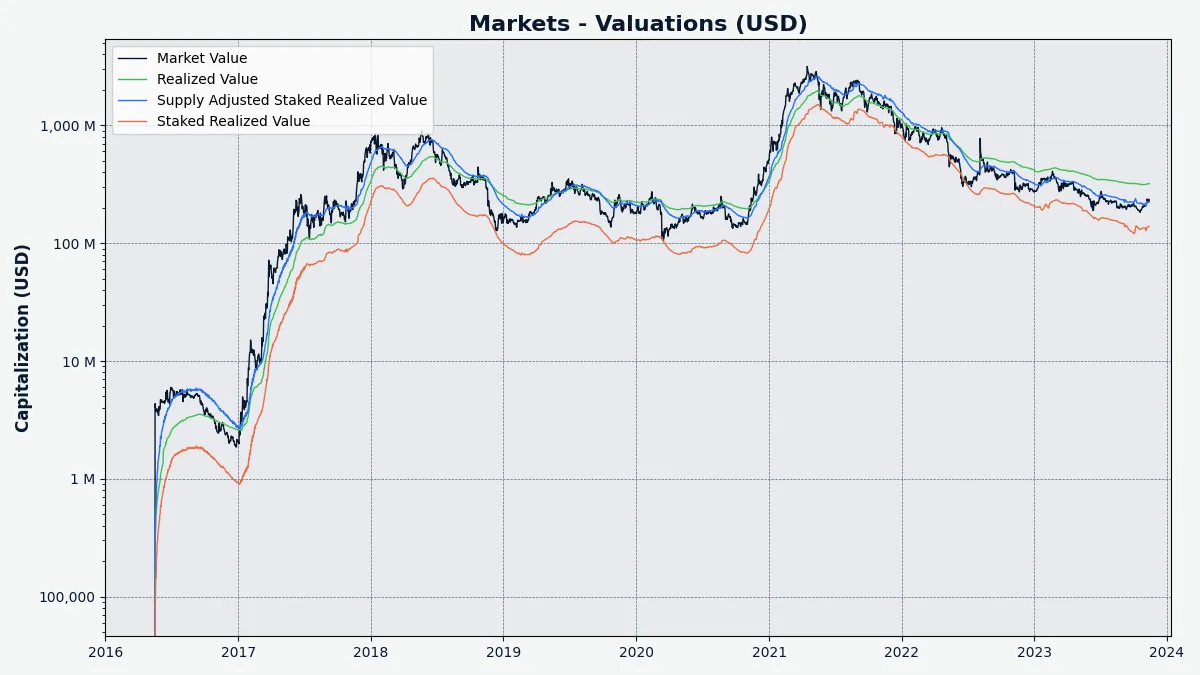 Markets - Valuations (USD)
Market Value
Realized Value
Supply Adjusted Staked Realized Value
Staked Realized Value
Capitalization (USD)
1,000 M
100 M
10 M
1 M
100,000
2016 2017 2018 2019 2020 2021 2022 2023 2024